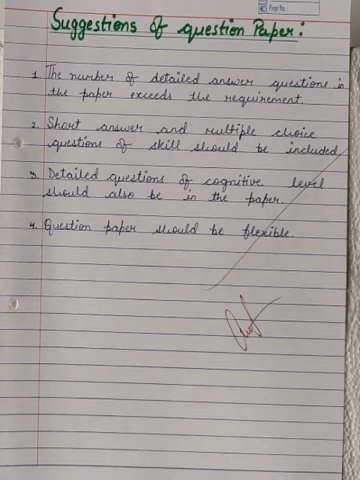 Page No.
Suggestions of question Paper:
1. The number of detailed answer questions in
the paper exceeds the requirement.
2. Short answer and multiple choice
questions of skill should be included
3. Detailed questions of cognitive level
should also be in the paper.
4. Question paper should be flexible.